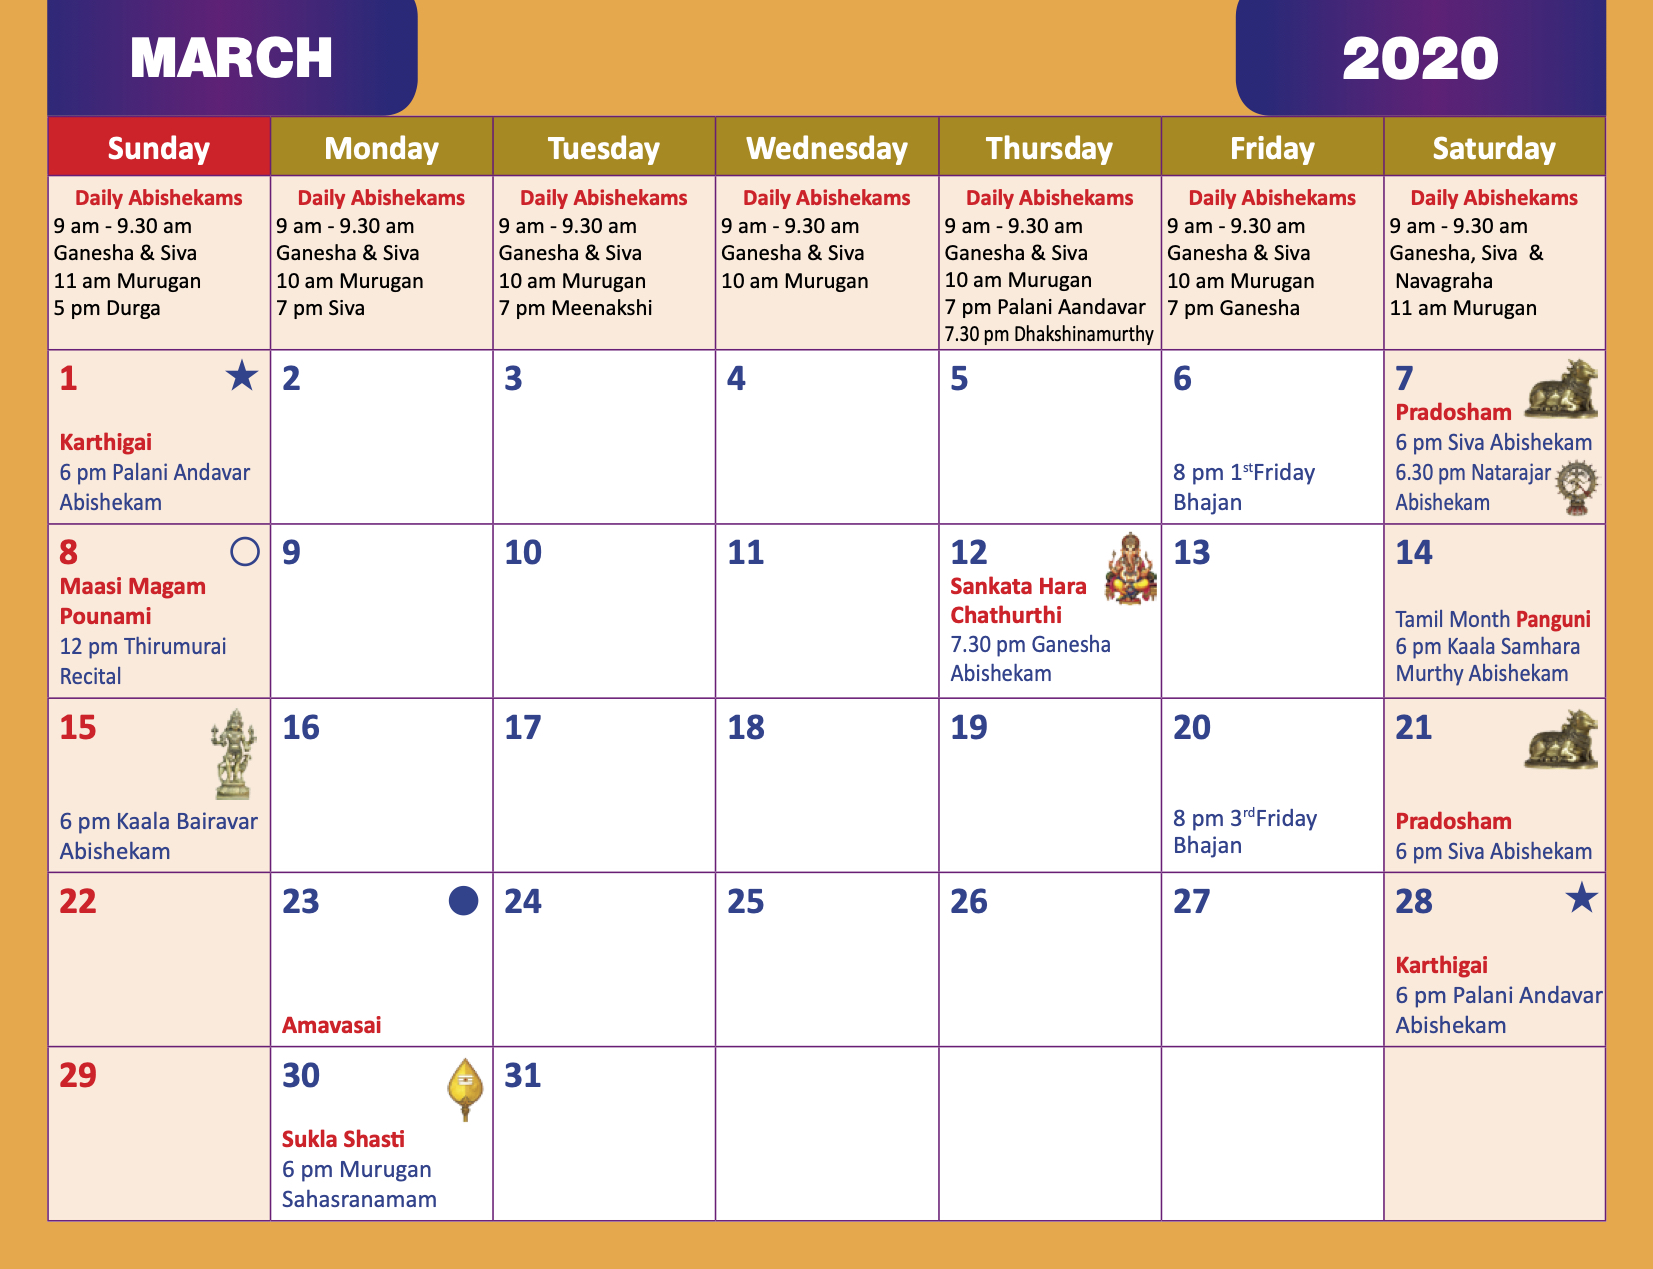 MARCH
2020
Sunday
Monday
Tuesday
Wednesday
Thursday
Friday
Saturday
Daily Abishekams
9 am - 9.30 am
Ganesha & Siva
11 am Murugan
5 pm Durga
Daily Abishekams
9 am - 9.30 am
Ganesha & Siva
10 am Murugan
7 pm Siva
Daily Abishekams
9 am - 9.30 am
Ganesha & Siva
10 am Murugan
7 pm Meenakshi
Daily Abishekams
9 am - 9.30 am
Ganesha & Siva
10 am Murugan
Daily Abishekams
9 am - 9.30 am
Ganesha & Siva
10 am Murugan
7 pm Palani Aandavar
7.30 pm Dhakshinamurthy
Daily Abishekams
9 am - 9.30 am
Ganesha & Siva
10 am Murugan
7 pm Ganesha
Daily Abishekams
9 am - 9.30 am
Ganesha, Siva &
Navagraha
11 am Murugan
1
Karthigai
6 pm Palani Andavar
Abishekam
2
3
4
5
6
8 pm 1stFriday
Bhajan
7
Pradosham
6 pm Siva Abishekam
6.30 pm Natarajar
Abishekam
8
Maasi Magam
Pounami
12 pm Thirumurai
Recital
9
10
11
12
Sankata Hara
Chathurthi
7.30 pm Ganesha
Abishekam
13
14
Tamil Month Panguni
6 pm Kaala Samhara
Murthy Abishekam
15
6 pm Kaala Bairavar
Abishekam
16
17
18
19
20
8 pm 3rdFriday
Bhajan
21
Pradosham
6 pm Siva Abishekam
22
23
Amavasai
24
25
26
27
28
Karthigai
6 pm Palani Andavar
Abishekam
29
30
Sukla Shasti
6 pm Murugan
Sahasranamam
31